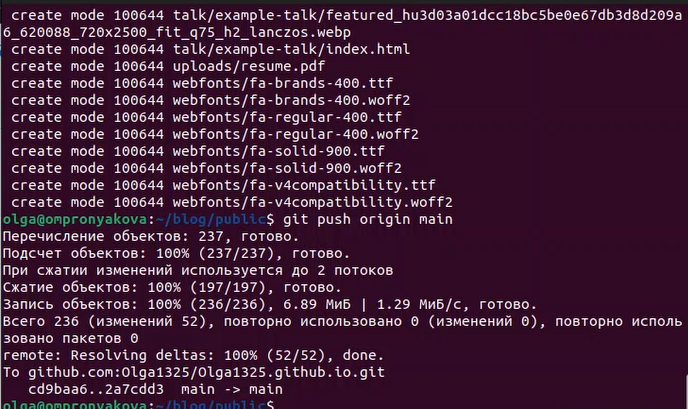 create mode 100644 talk/example-talk/featured_hu3d03a01dcc18bc5be0e67db3d8d209a
6_620088_720x2500_fit_q75_h2_lanczos.webp
create mode 100644 talk/example-talk/index.html
create mode 100644 uploads/resume.pdf
create mode 100644 webfonts/fa-brands-400.ttf
create mode 100644 webfonts/fa-brands-400.woff2
create mode 100644 webfonts/fa-regular-400.ttf
create mode 100644 webfonts/fa-regular-400.woff2
create mode 100644 webfonts/fa-solid-900.ttf
create mode 100644 webfonts/fa-solid-900.woff2
create mode 100644 webfonts/fa-v4compatibility.ttf
create mode 100644 webfonts/fa-v4compatibility.woff2
olga@ompronyakova:~/blog/public$ git push origin main
Перечисление объектов: 237, готово.
Подсчет объектов: 100% (237/237), готово.
При сжатии изменений используется до 2 потоков
Сжатие объектов: 100% (197/197), готово.
Запись объектов: 100% (236/236), 6.89 МиБ | 1.29 МиБ/с, готово.
Всего 236 (изменений 52), повторно использовано 0 (изменений 0), повторно исполь
зовано пакетов 0
remote: Resolving deltas: 100% (52/52), done.
To github.com:Olga1325/Olga1325.github.io.git
cd9baa6..2a7cdd3  main -> main
olga@ompronyakova:~/blog/public$